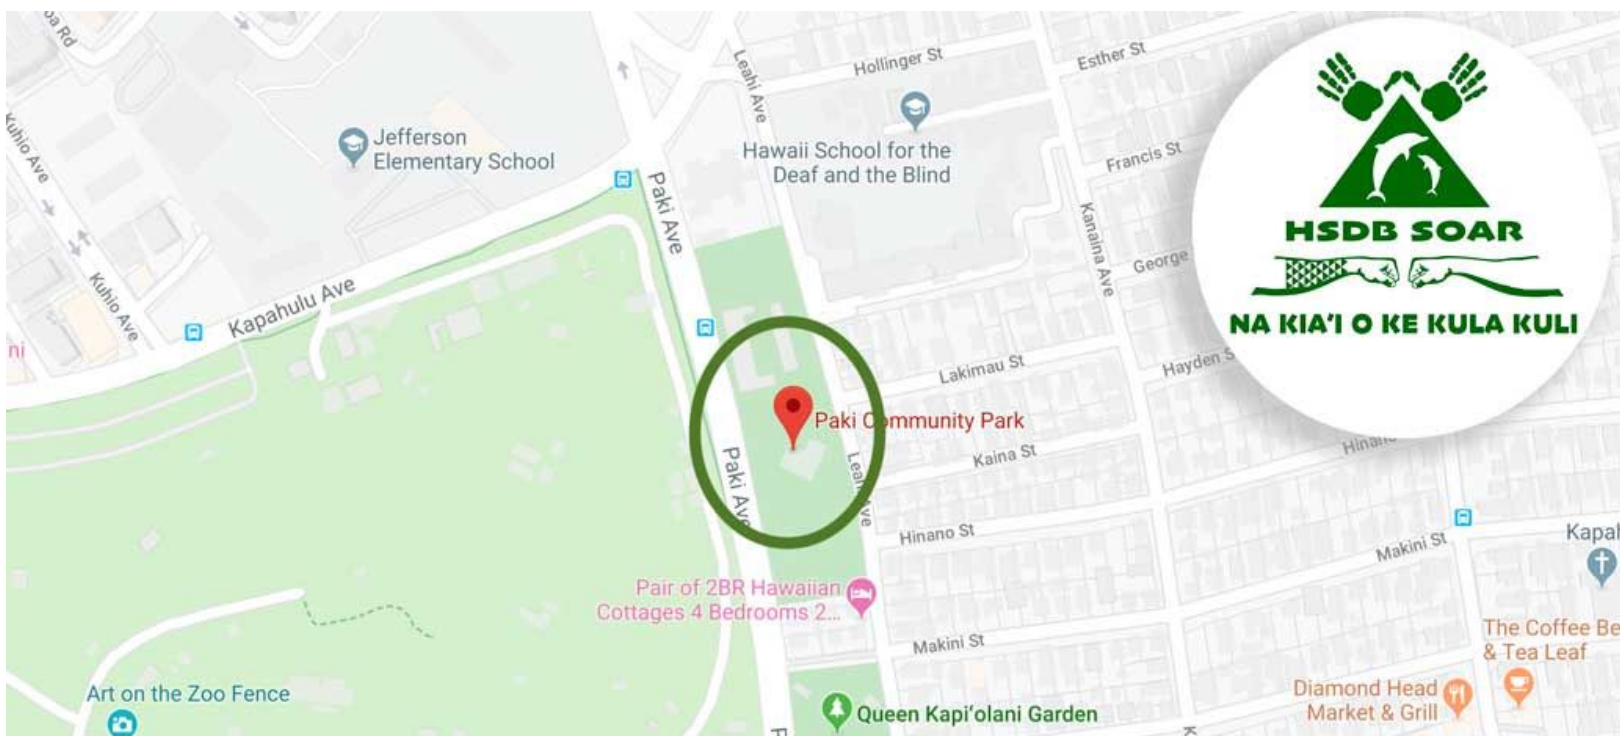 Kuhio Ave
Jefferson
Elementary School
Leahi Ave
Hollinger St
Esther St
Hawaii School for the
Deaf and the Blind
Francis St
Paki Ave
Kanaina Ave
George
HSDB SOAR
NA KIA'I O KE KULA KULI
Kuhio Ave
Kapahulu Ave
ni
Lakimau St
Hayden S
Paki Community Park
Kaina St
Hinano
Paki Ave
Leahi Ave
Hinano St
Makini St
Kapah
Pair of 2BR Hawaiian
Cottages 4 Bedrooms 2...
Makini St
The Coffee Be
& Tea Leaf
Art on the Zoo Fence
Diamond Head
Market & Grill
Queen Kapi'olani Garden
P
K